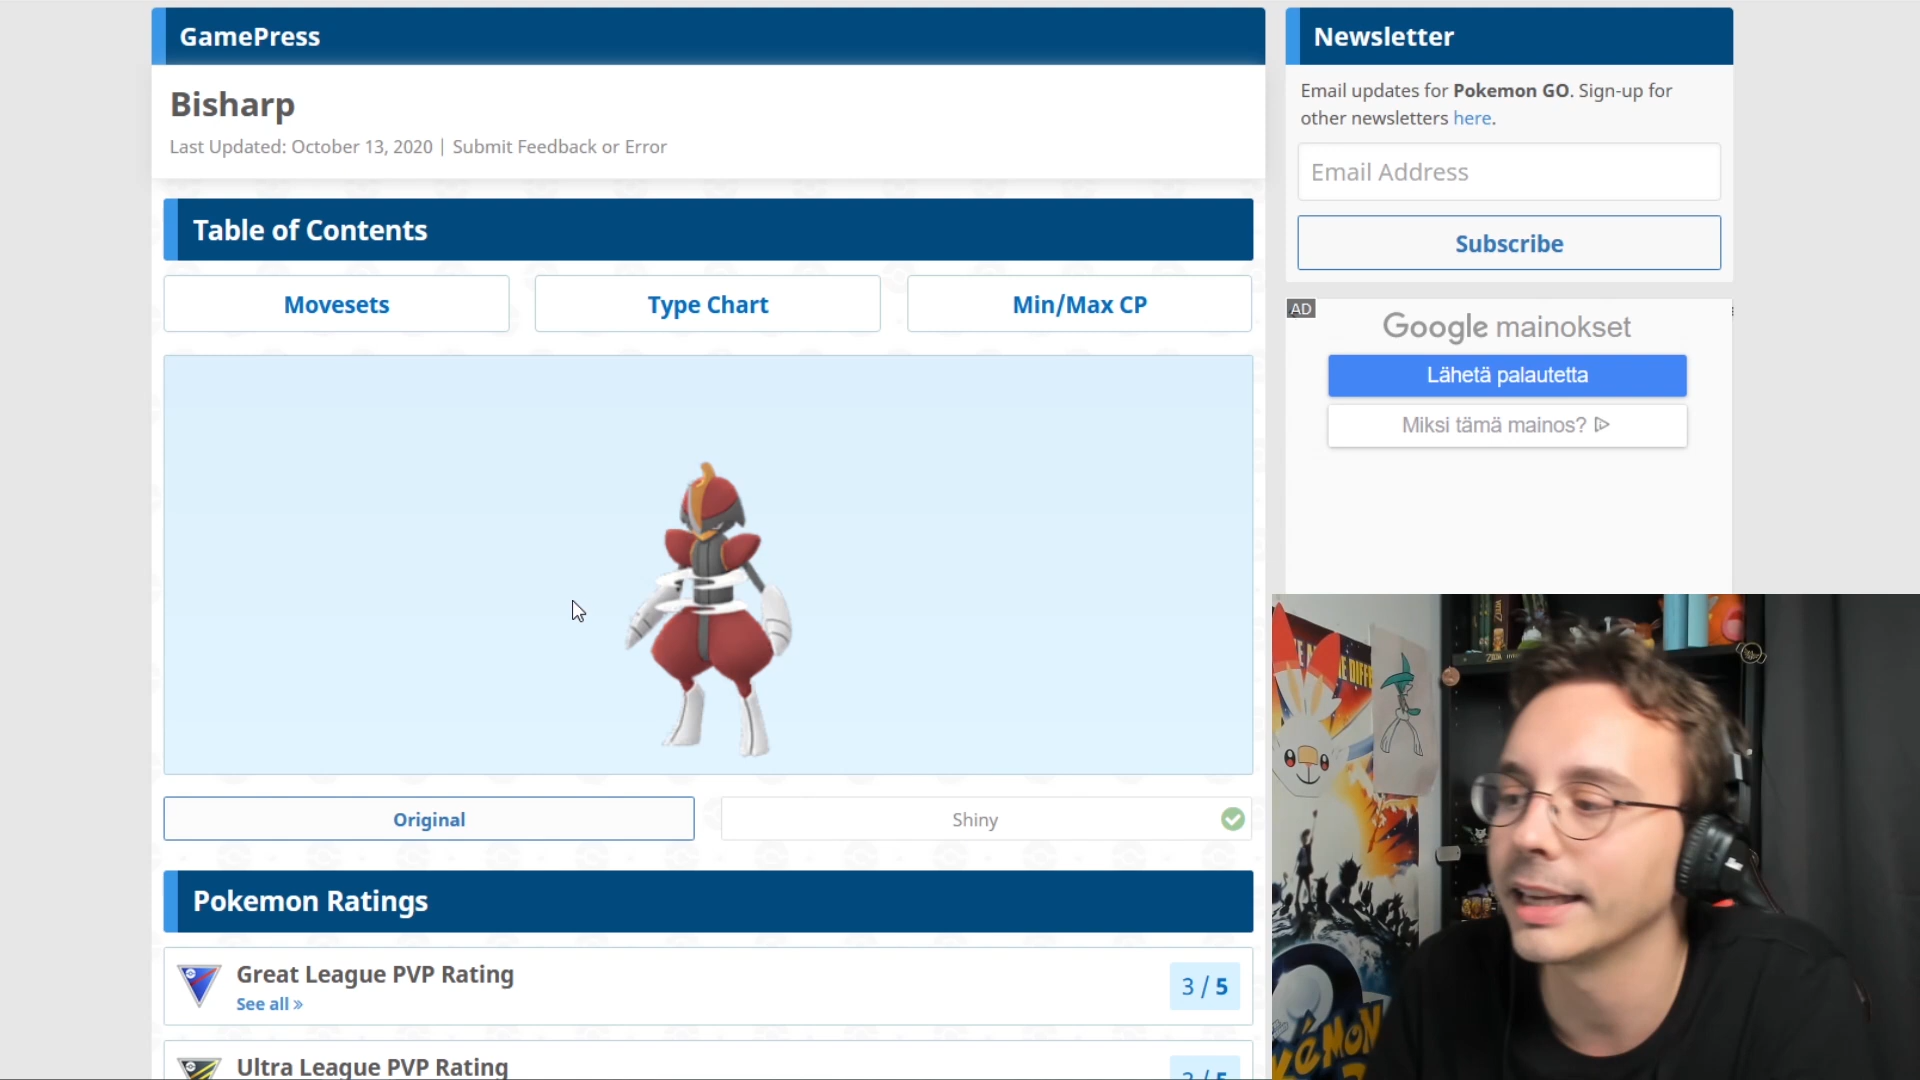 GamePress
Bisharp
Last Updated: October 13, 2020 | Submit Feedback or Error
Table of Contents
Movesets
Type Chart
Min/Max CP
Original
Shiny
Pokemon Ratings
Great League PVP Rating
See all »
3 / 5
Ultra League PVP Rating
Newsletter
Email updates for Pokemon GO. Sign-up for
other newsletters here.
Email Address
Subscribe
AD
Google mainokset
Lähetä palautetta
Miksi tämä mainos?
POKÉMON